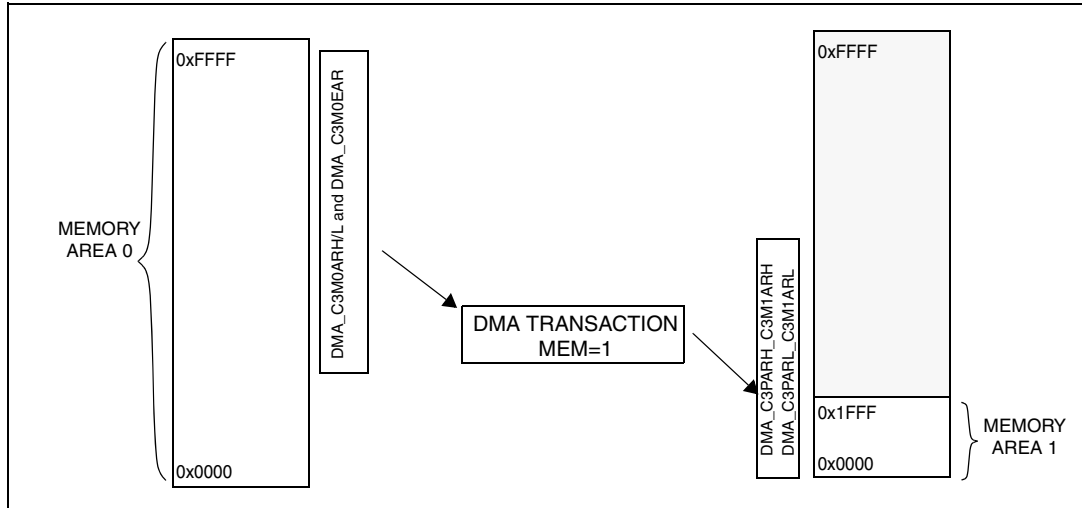 0xFFFF
MEMORY
AREA 0
0x0000
DMA_C3M0ARH/L and DMA_C3M0EAR
DMA TRANSACTION
MEM=1
DMA_C3PARH_C3M1ARH
DMA_C3PARL_C3M1ARL
0xFFFF
0x1FFF
0x0000
MEMORY
AREA 1